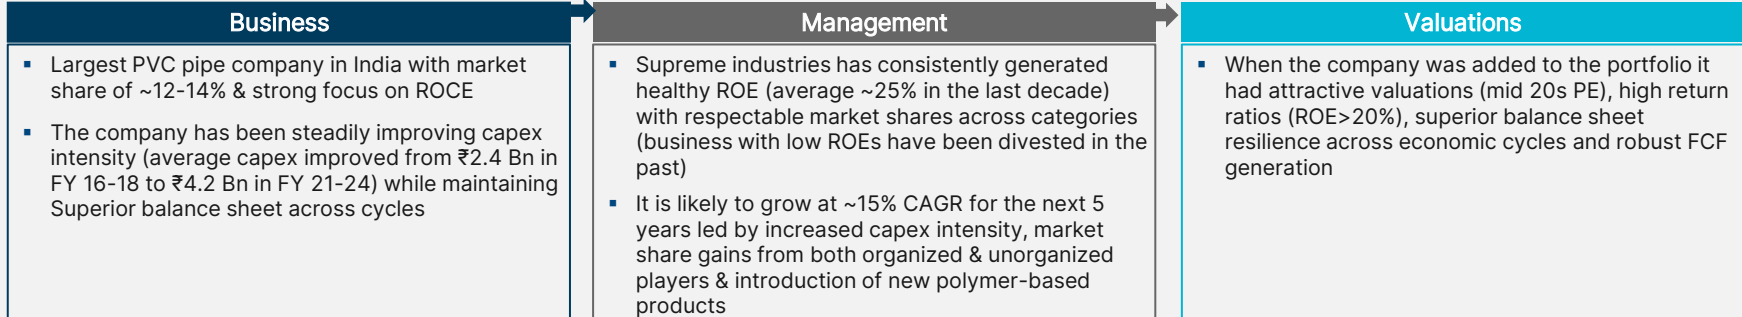 Business
Largest PVC pipe company in India with market
share of ~12-14% & strong focus on ROCE
The company has been steadily improving capex
intensity (average capex improved from ₹2.4 Bn in
FY 16-18 to ₹4.2 Bn in FY 21-24) while maintaining
Superior balance sheet across cycles
Management
Supreme industries has consistently generated
healthy ROE (average ~25% in the last decade)
with respectable market shares across categories
(business with low ROEs have been divested in the
past)
It is likely to grow at ~15% CAGR for the next 5
years led by increased capex intensity, market
share gains from both organized & unorganized
players & introduction of new polymer-based
products
Valuations
When the company was added to the portfolio it
had attractive valuations (mid 20s PE), high return
ratios (ROE>20%), superior balance sheet
resilience across economic cycles and robust FCF
generation